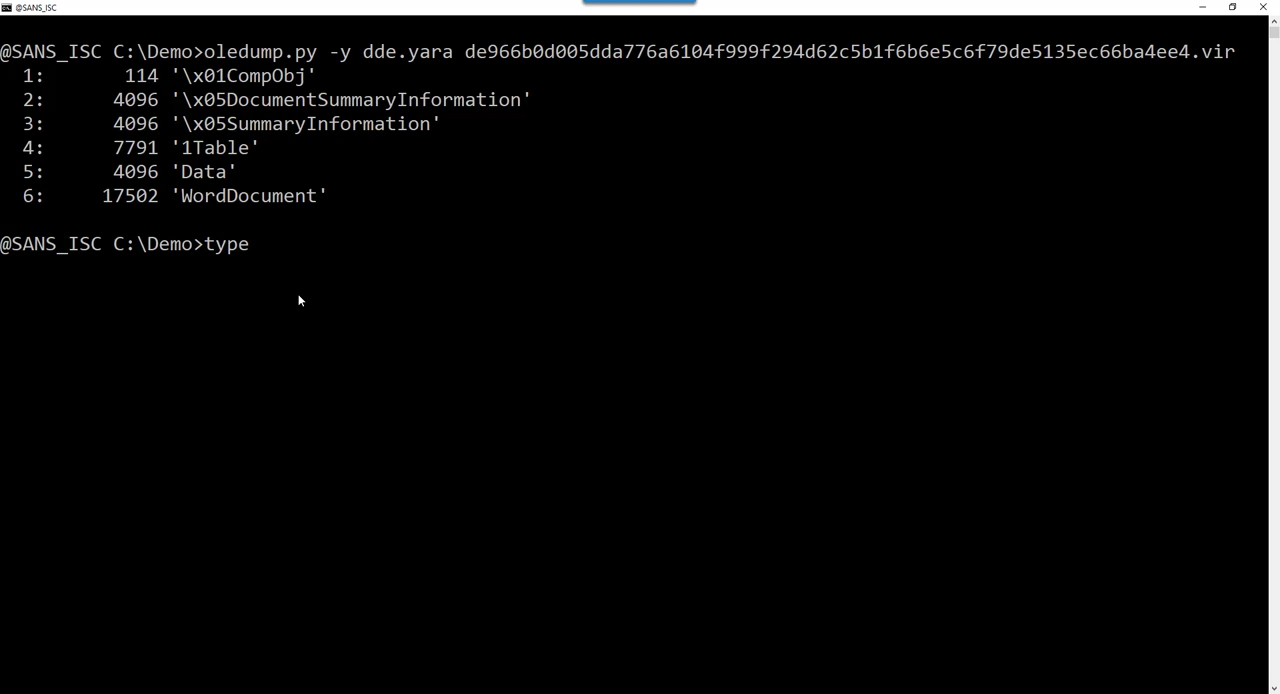 @SANS_ISC
@SANS_ISC C:\Demo>oledump.py -y dde.yara de966b0d005dda776a6104f999f294d62c5b1f6b6e5c6f79de5135ec66ba4ee4.vir
  1:       114 '\x01CompObj'
  2:      4096 '\x05DocumentSummaryInformation'
  3:      4096 '\x05SummaryInformation'
  4:      7791 '1Table'
  5:      4096 'Data'
  6:     17502 'WordDocument'
@SANS_ISC C:\Demo>type